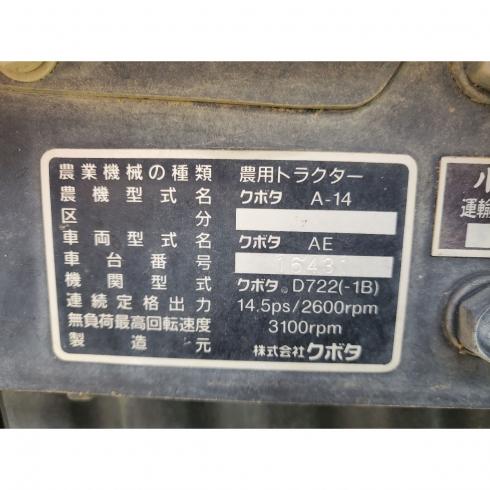 農業機械の種類 農用トラクター
農機型式名 クボタ A-14
区分
車両型式名 クボタ AE
車台番号 16431
機関型式 クボタ D722(-1B)
連続定格出力 14.5ps/2600rpm
無負荷最高回転速度 3100rpm
製造元 株式会社クボタ
小
運輸